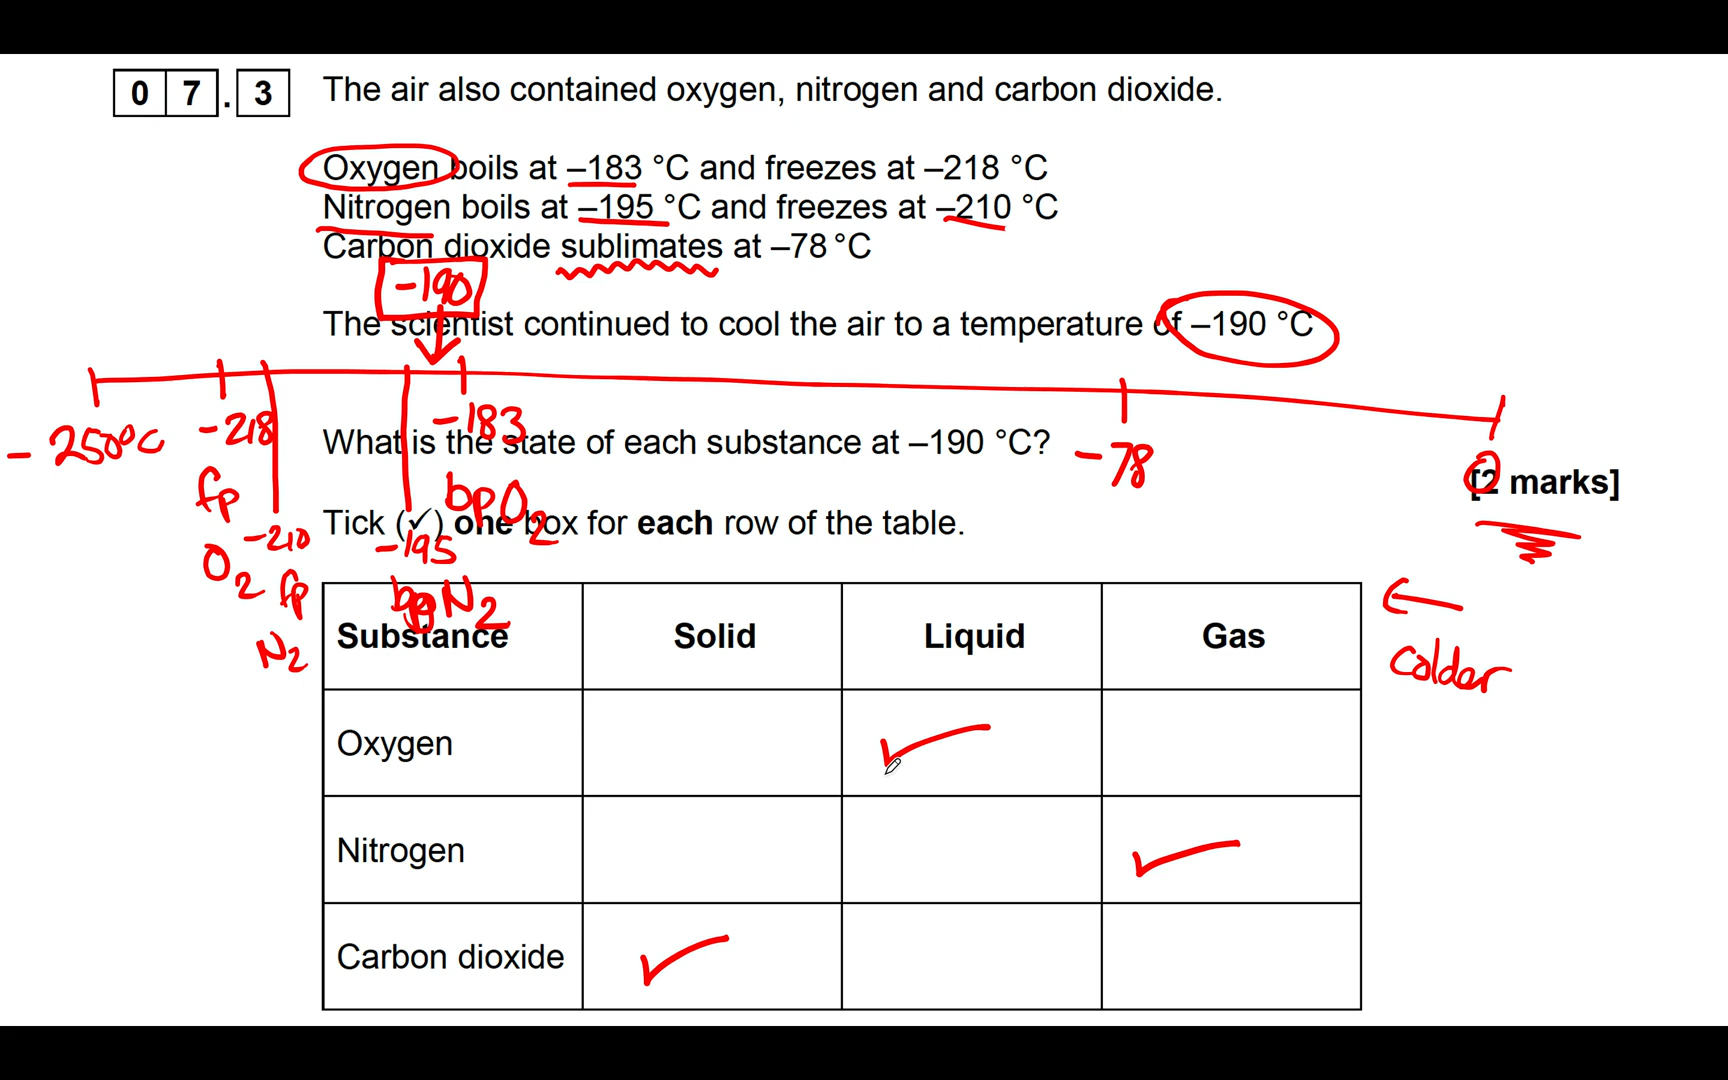 07.3 The air also contained oxygen, nitrogen and carbon dioxide.
Oxygen boils at –183 °C and freezes at –218 °C
Nitrogen boils at –195 °C and freezes at –210 °C
Carbon dioxide sublimates at –78 °C
-190
The scientist continued to cool the air to a temperature of –190 °C
-250°C
-218
fp
O2
-210
fp
N2
-195
bp N2
-183
bp O2
-78
0
What is the state of each substance at –190 °C?
[2 marks]
Tick (✓) one box for each row of the table.
← colder
Substance Solid Liquid Gas
Oxygen ✓
Nitrogen ✓
Carbon dioxide ✓